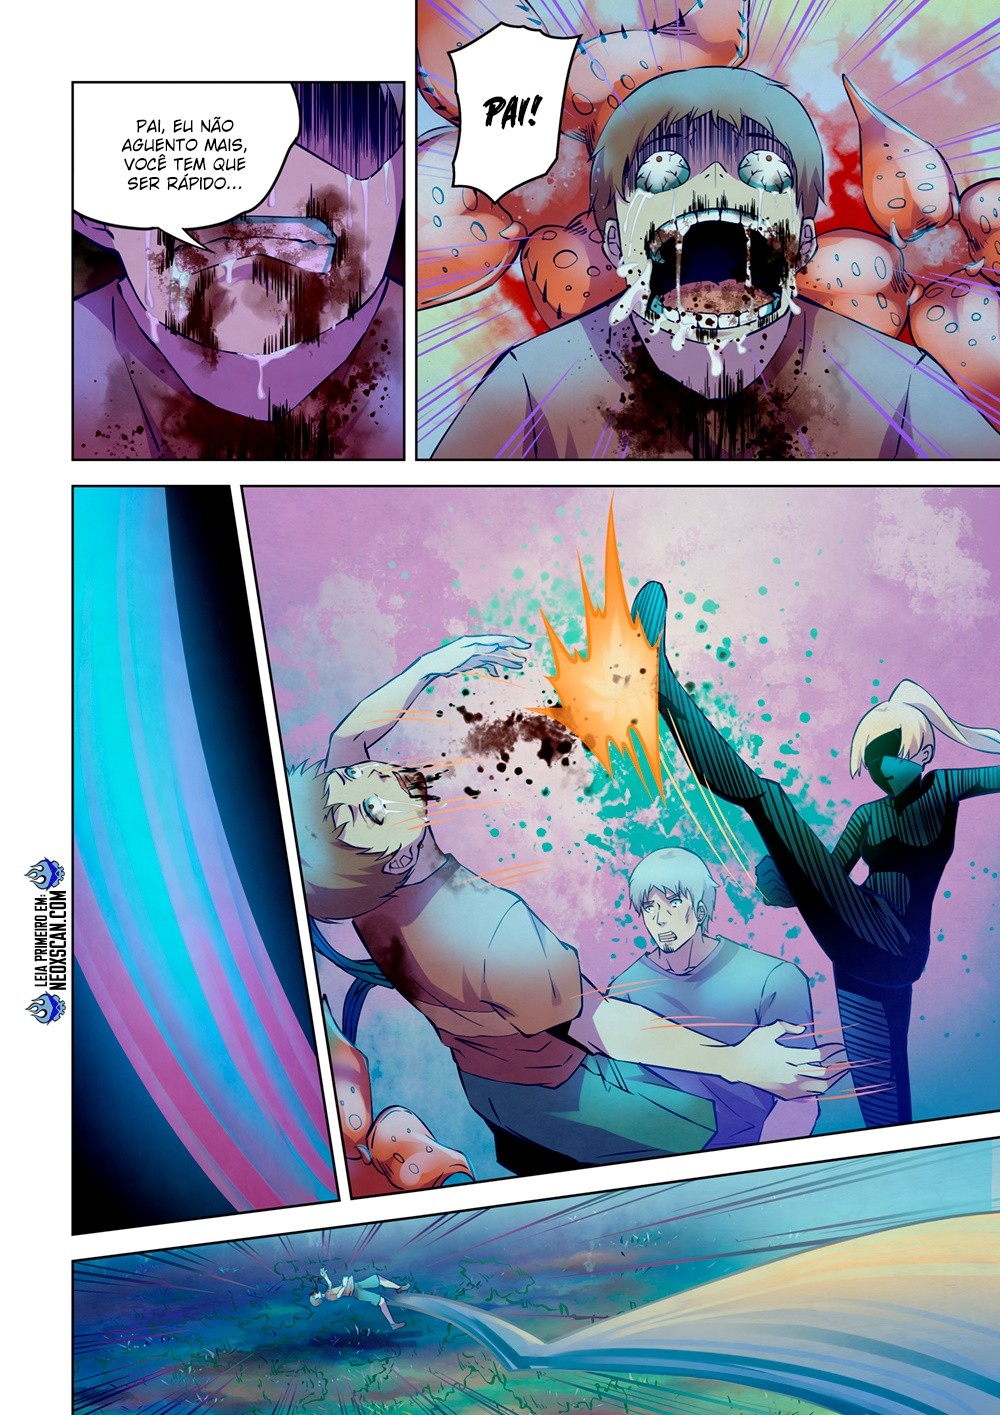 PAI, EU NÃO
AGUENTO MAIS,
VOCÊ TEM QUE
SER RÁPIDO...
PAI!
LEIA PRIMEIRO EM:
NEOXSCAN.COM